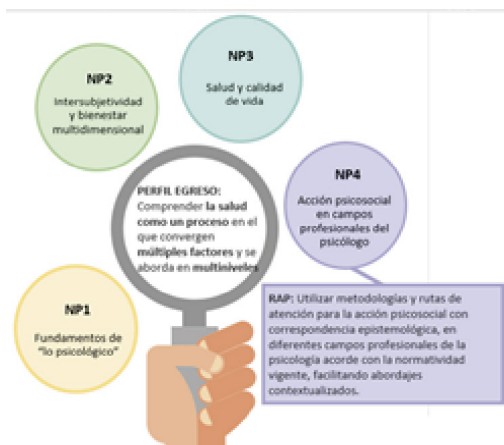 NP3
Salud y calidad
de vida
NP2
Intersubjetividad
y bienestar
multidimensional
NP4
Acción psicosocial
en campos
profesionales del
psicólogo
PERFIL EGRESO:
Comprender la salud
como un proceso en el
que convergen
múltiples factores y se
aborda en multiniveles
NP1
Fundamentos de
"lo psicológico"
RAP: Utilizar metodologías y rutas de
atención para la acción psicosocial con
correspondencia epistemológica, en
diferentes campos profesionales de la
psicología acorde con la normatividad
vigente, facilitando abordajes
contextualizados.